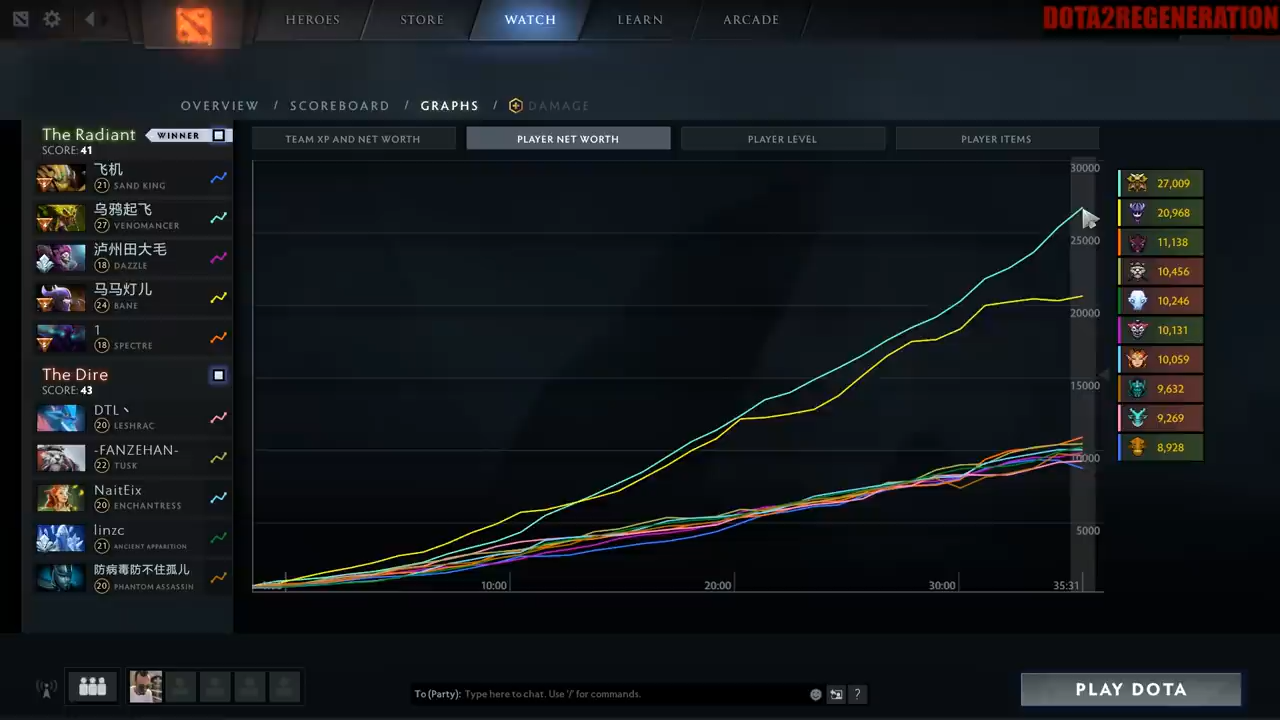 HEROES
STORE
WATCH
LEARN
ARCADE
DOTA2REGENERATION
OVERVIEW / SCOREBOARD / GRAPHS / DAMAGE
TEAM XP AND NET WORTH
PLAYER NET WORTH
PLAYER LEVEL
PLAYER ITEMS
The Radiant
WINNER
SCORE: 41
飞机
21 SAND KING
乌鸦起飞
27 VENOMANCER
泸州田大毛
18 DAZZLE
马马灯儿
24 BANE
1
18 SPECTRE
The Dire
SCORE: 43
DTL丶
20 LESHRAC
-FANZEHAN-
22 TUSK
NaitEix
20 ENCHANTRESS
linzc
21 ANCIENT APPARITION
防病毒防不住孤儿
20 PHANTOM ASSASSIN
30000
25000
20000
15000
10000
5000
10:00
20:00
30:00
35:31
27,009
20,968
11,138
10,456
10,246
10,131
10,059
9,632
9,269
8,928
To (Party): Type here to chat. Use '/' for commands.
?
PLAY DOTA